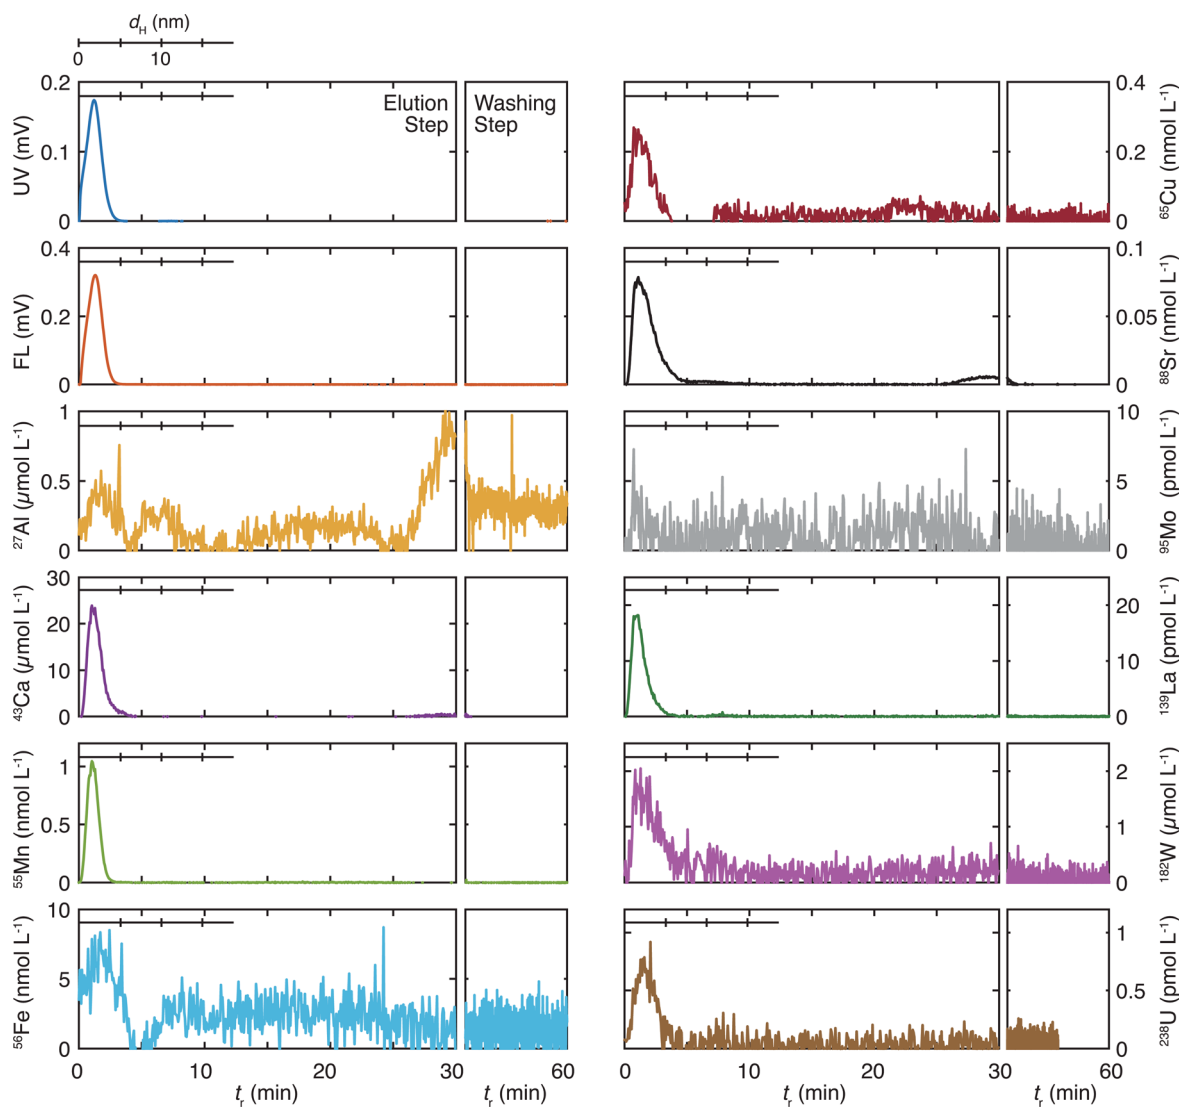 d_H (nm)
0 10
UV (mV)
0.2
0.1
0
Elution
Step
Washing
Step
FL (mV)
0.4
0.2
0
²⁷Al (µmol L⁻¹)
1
0.5
0
⁴³Ca (µmol L⁻¹)
30
20
10
0
⁵⁵Mn (nmol L⁻¹)
1
0.5
0
⁵⁶Fe (nmol L⁻¹)
10
5
0
0 10 20 30 60
t_r (min) t_r (min)
0.4
0.2
0
⁶⁵Cu (nmol L⁻¹)
0.1
0.05
0
⁸⁸Sr (nmol L⁻¹)
10
5
0
⁹⁵Mo (pmol L⁻¹)
20
10
0
¹³⁹La (pmol L⁻¹)
2
1
0
¹⁸²W (µmol L⁻¹)
1
0.5
0
²³⁸U (pmol L⁻¹)
0 10 20 30 60
t_r (min) t_r (min)